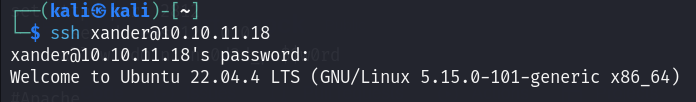 ┌──(kali㉿kali)-[~]
└─$ ssh xander@10.10.11.18
xander@10.10.11.18's password:
Welcome to Ubuntu 22.04.4 LTS (GNU/Linux 5.15.0-101-generic x86_64)